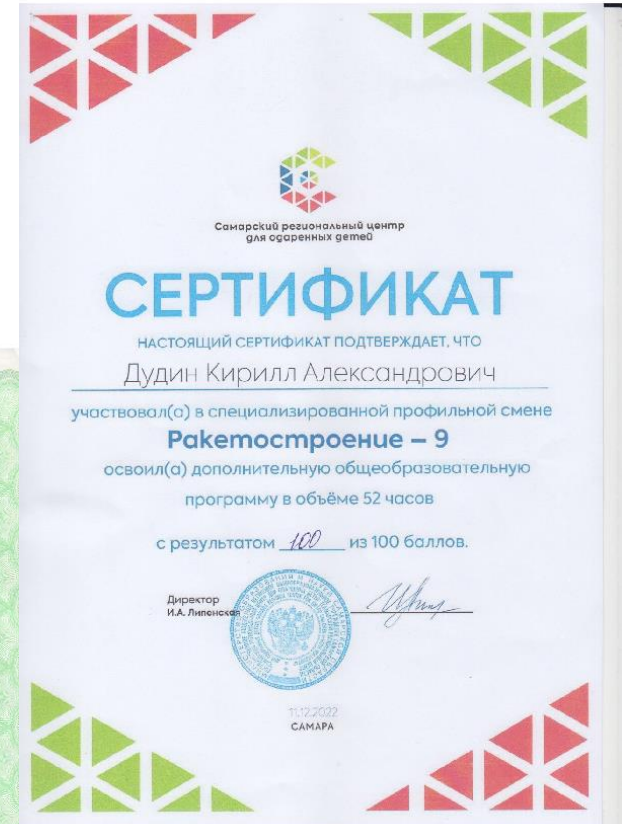 Самарский региональный центр
для одаренных детей
СЕРТИФИКАТ
НАСТОЯЩИЙ СЕРТИФИКАТ ПОДТВЕРЖДАЕТ, ЧТО
Дудин Кирилл Александрович
участвовал(а) в специализированной профильной смене
Ракетостроение – 9
освоил(а) дополнительную общеобразовательную
программу в объёме 52 часов
с результатом 100 из 100 баллов.
Директор
И.А. Липенская
11.12.2022
САМАРА